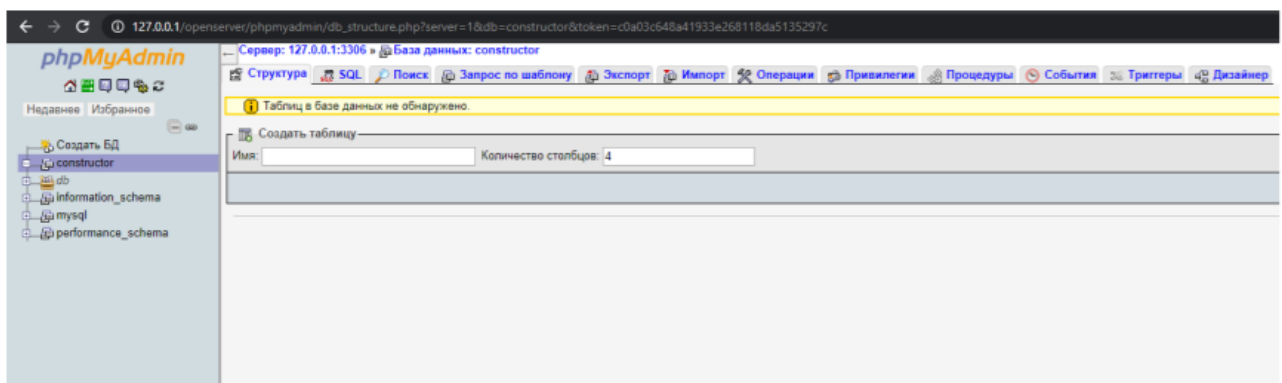 127.0.0.1/openserver/phpmyadmin/db_structure.php?server=1&db=constructor&token=c0a03c648a41933e268118da5135297c
phpMyAdmin
Недавнее Избранное
Создать БД
constructor
db
information_schema
mysql
performance_schema
Сервер: 127.0.0.1:3306 » База данных: constructor
Структура SQL Поиск Запрос по шаблону Экспорт Импорт Операции Привилегии Процедуры События Триггеры Дизайнер
Таблиц в базе данных не обнаружено.
Создать таблицу
Имя: Количество столбцов: 4